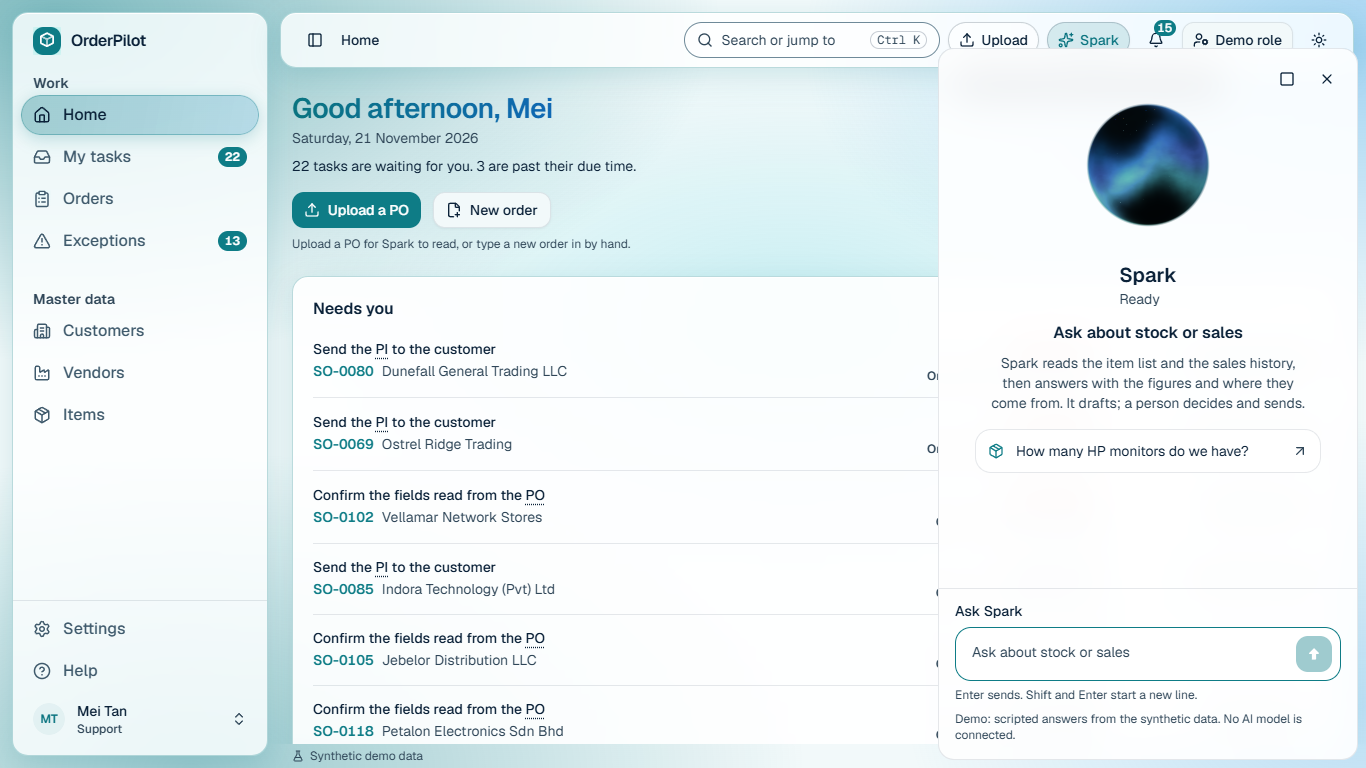 OrderPilot
Work
Home
My tasks 22
Orders
Exceptions 13
Master data
Customers
Vendors
Items
Settings
Help
MT Mei Tan
Support
Home
Search or jump to Ctrl K
Upload
Spark
15
Demo role
Good afternoon, Mei
Saturday, 21 November 2026
22 tasks are waiting for you. 3 are past their due time.
Upload a PO
New order
Upload a PO for Spark to read, or type a new order in by hand.
Needs you
Send the PI to the customer
SO-0080 Dunefall General Trading LLC
Send the PI to the customer
SO-0069 Ostrel Ridge Trading
Confirm the fields read from the PO
SO-0102 Vellamar Network Stores
Send the PI to the customer
SO-0085 Indora Technology (Pvt) Ltd
Confirm the fields read from the PO
SO-0105 Jebelor Distribution LLC
Confirm the fields read from the PO
SO-0118 Petalon Electronics Sdn Bhd
Synthetic demo data
Spark
Ready
Ask about stock or sales
Spark reads the item list and the sales history,
then answers with the figures and where they
come from. It drafts; a person decides and sends.
How many HP monitors do we have?
Ask Spark
Ask about stock or sales
Enter sends. Shift and Enter start a new line.
Demo: scripted answers from the synthetic data. No AI model is
connected.